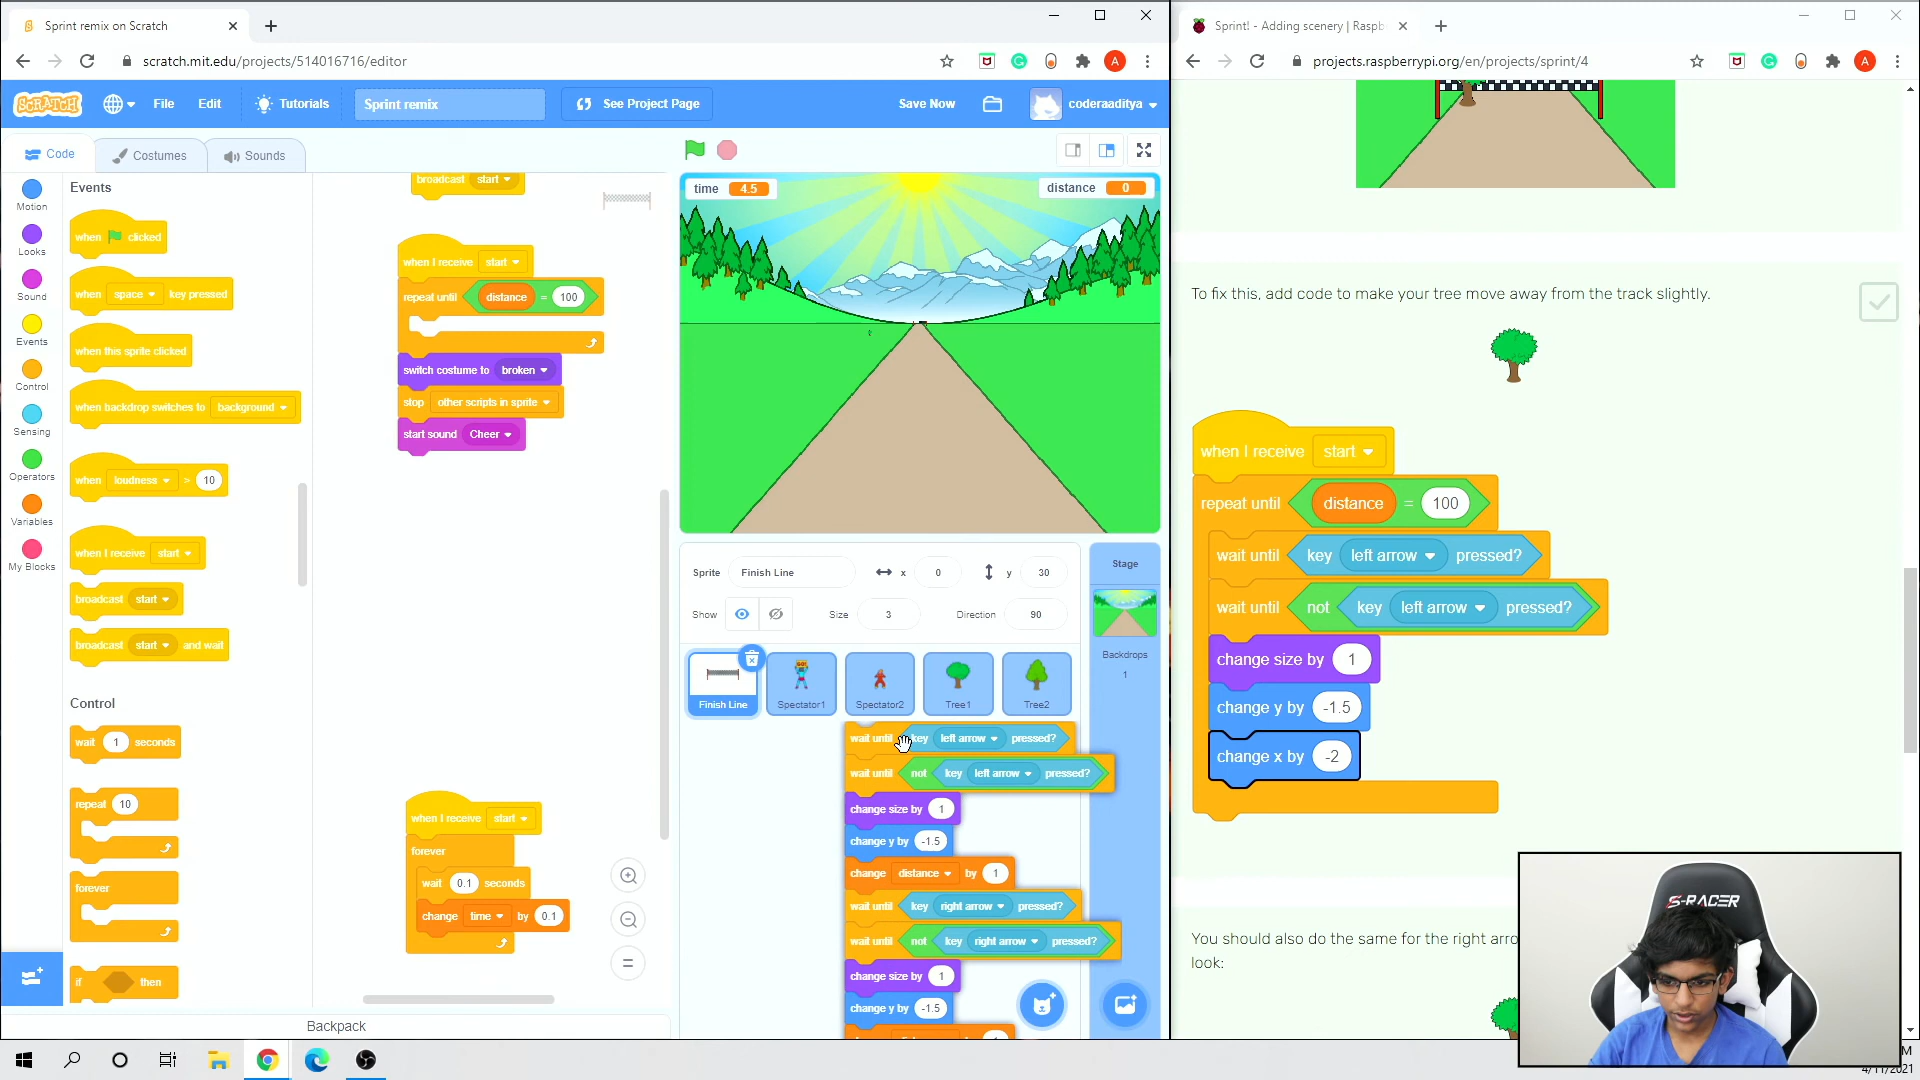 Sprint remix on Scratch
scratch.mit.edu/projects/514016716/editor
A
SCRATCH
File
Edit
Tutorials
Sprint remix
See Project Page
Save Now
coderaaditya
Code
Costumes
Sounds
Motion
Looks
Sound
Events
Control
Sensing
Operators
Variables
My Blocks
Events
when clicked
when space key pressed
when this sprite clicked
when backdrop switches to background
when loudness > 10
when I receive start
broadcast start
broadcast start and wait
Control
wait 1 seconds
repeat 10
forever
if then
broadcast start
when I receive start
repeat until distance = 100
switch costume to broken
stop other scripts in sprite
start sound Cheer
when I receive start
forever
wait 0.1 seconds
change time by 0.1
Backpack
time 4.5
distance 0
Sprite Finish Line x 0 y 30
Show Size 3 Direction 90
Finish Line
Spectator1
Spectator2
Tree1
Tree2
Stage
Backdrops
1
wait until key left arrow pressed?
wait until not key left arrow pressed?
change size by 1
change y by -1.5
change distance by 1
wait until key right arrow pressed?
wait until not key right arrow pressed?
change size by 1
change y by -1.5
Sprint! - Adding scenery | Raspb
projects.raspberrypi.org/en/projects/sprint/4
A
To fix this, add code to make your tree move away from the track slightly.
when I receive start
repeat until distance = 100
wait until key left arrow pressed?
wait until not key left arrow pressed?
change size by 1
change y by -1.5
change x by -2
You should also do the same for the right arro
look:
S-RACER
M
4/11/2021